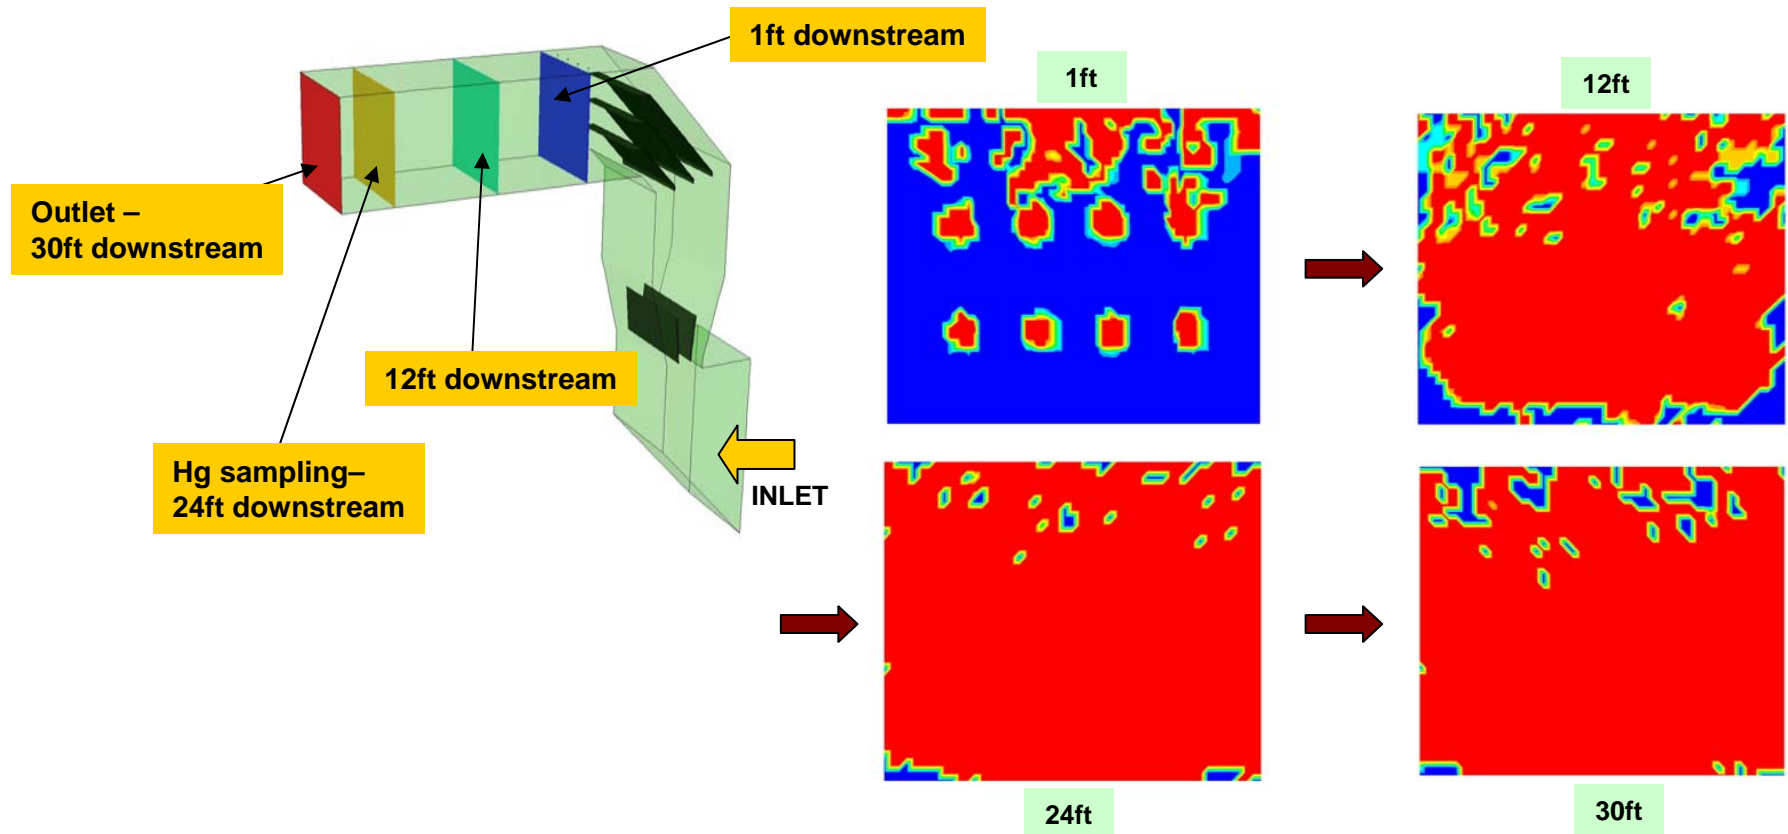 1ft downstream
Outlet –
30ft downstream
12ft downstream
Hg sampling–
24ft downstream
INLET
1ft
12ft
24ft
30ft